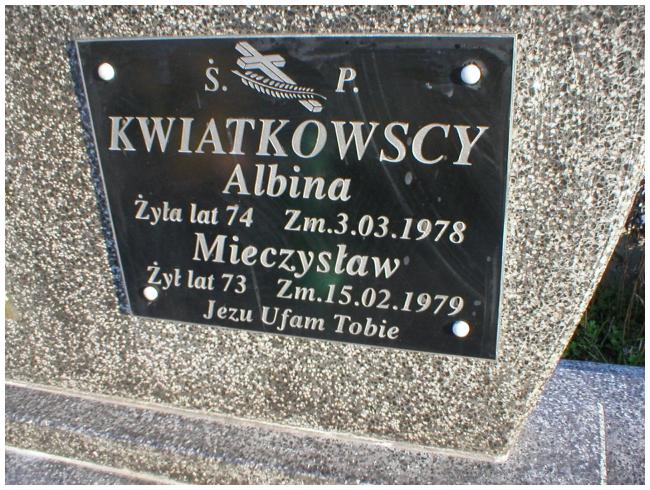 Ś. P.
KWIATKOWSCY
Albina
Żyła lat 74 Zm.3.03.1978
Mieczysław
Żył lat 73 Zm.15.02.1979
Jezu Ufam Tobie